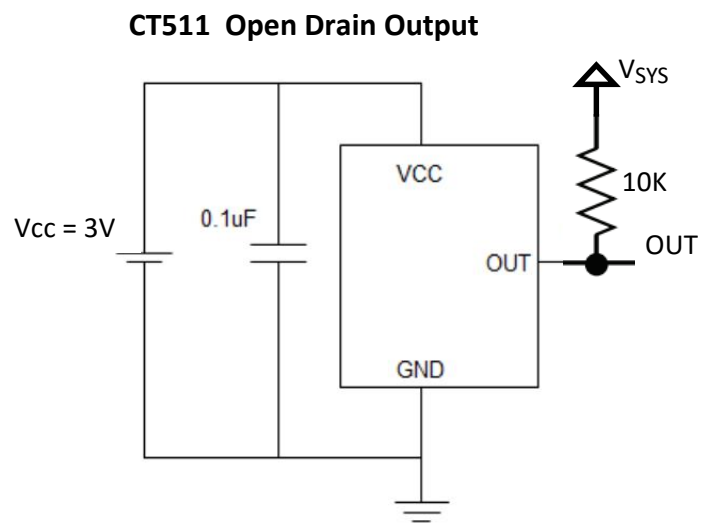 CT511 Open Drain Output
VSYS
VCC
10K
0.1uF
Vcc = 3V
OUT
OUT
GND